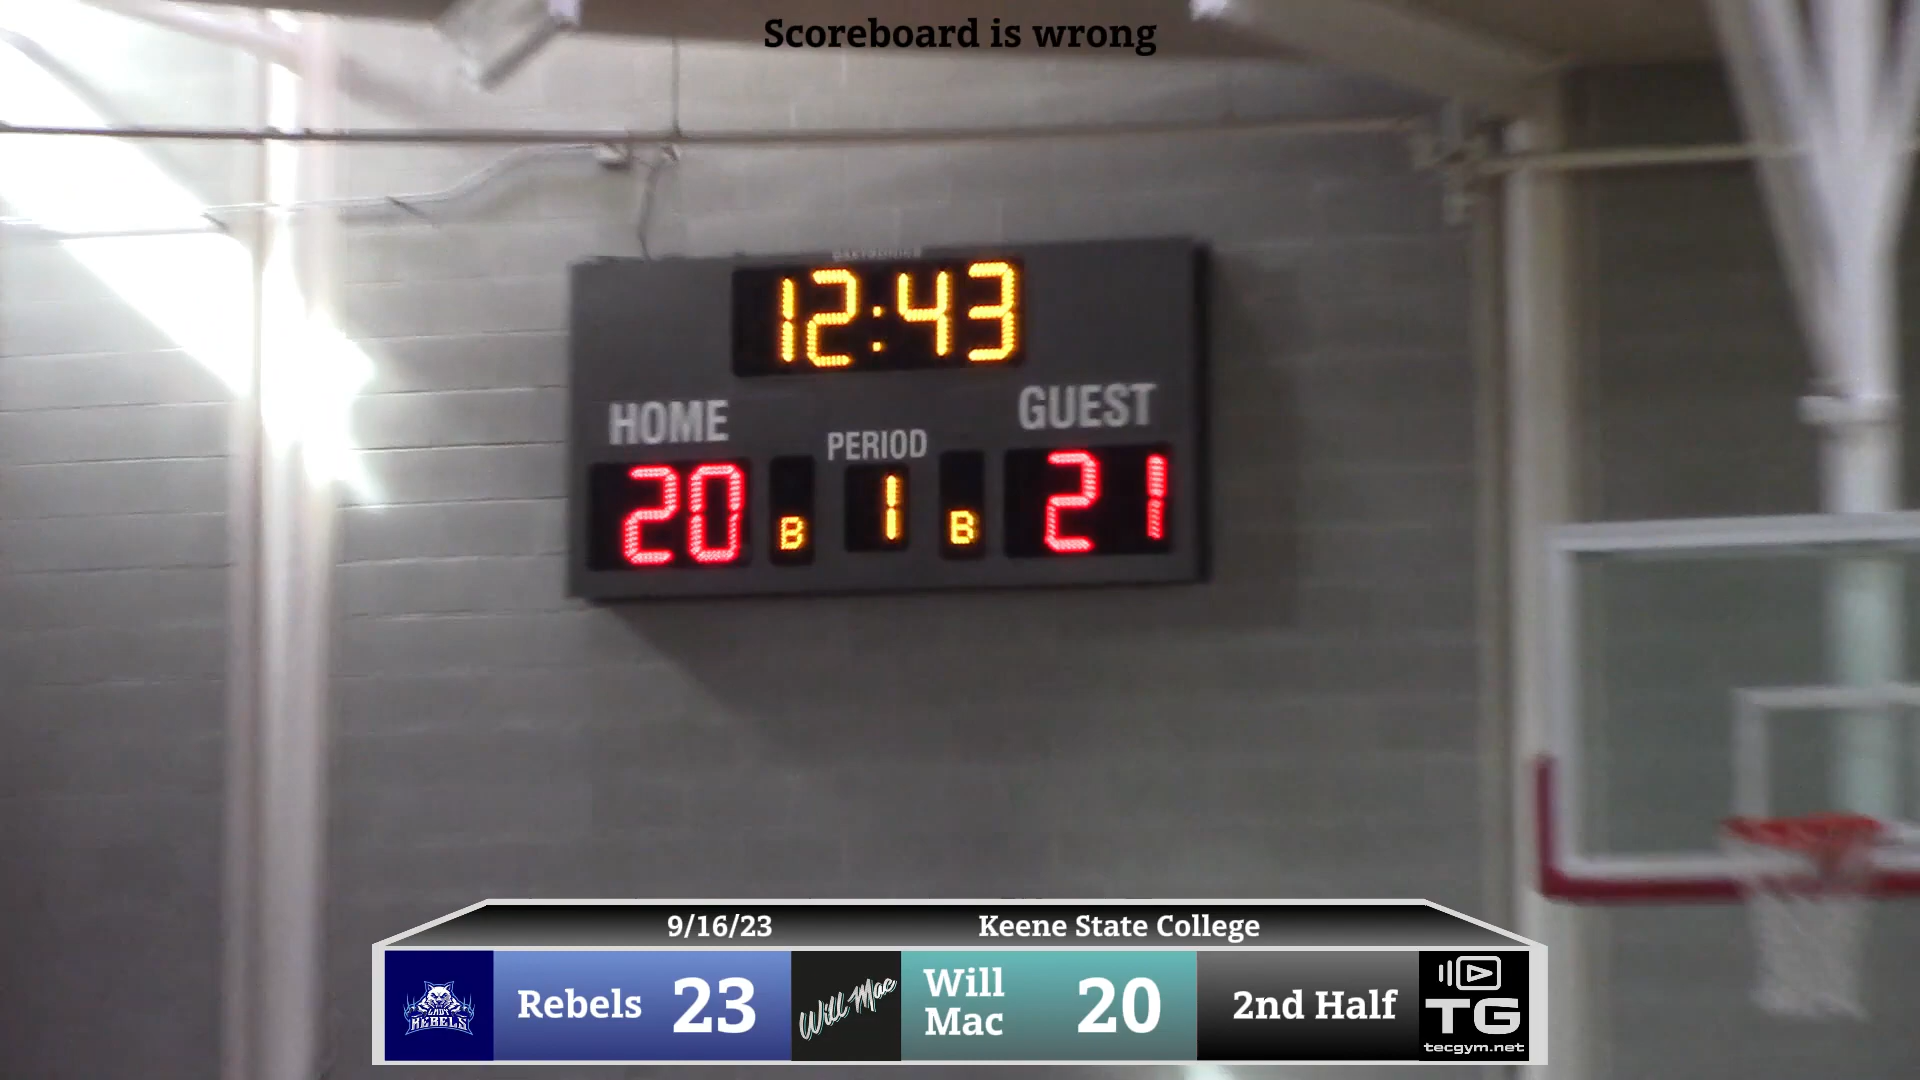 Scoreboard is wrong
12:43
HOME
GUEST
PERIOD
20 B 1 B 21
9/16/23 Keene State College
LADY
REBELS
Rebels 23
Will Mac
Will
Mac
20
2nd Half
TG
tecgym.net